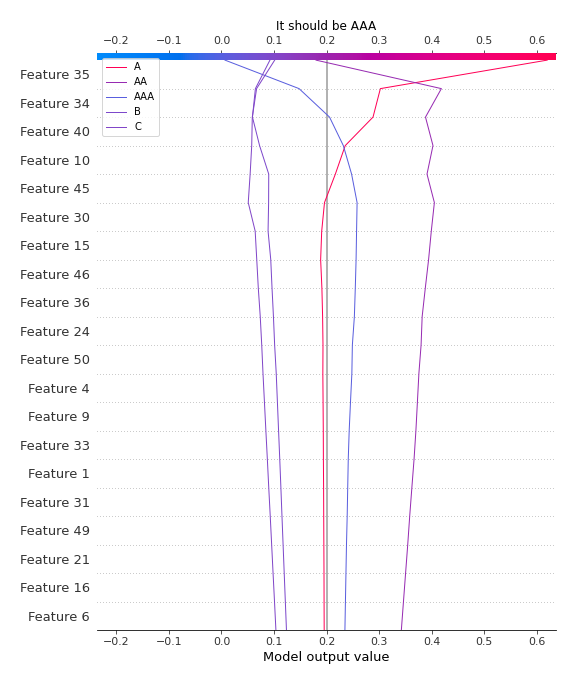 It should be AAA
−0.2 −0.1 0.0 0.1 0.2 0.3 0.4 0.5 0.6
A
AA
AAA
B
C
Feature 35
Feature 34
Feature 40
Feature 10
Feature 45
Feature 30
Feature 15
Feature 46
Feature 36
Feature 24
Feature 50
Feature 4
Feature 9
Feature 33
Feature 1
Feature 31
Feature 49
Feature 21
Feature 16
Feature 6
−0.2 −0.1 0.0 0.1 0.2 0.3 0.4 0.5 0.6
Model output value